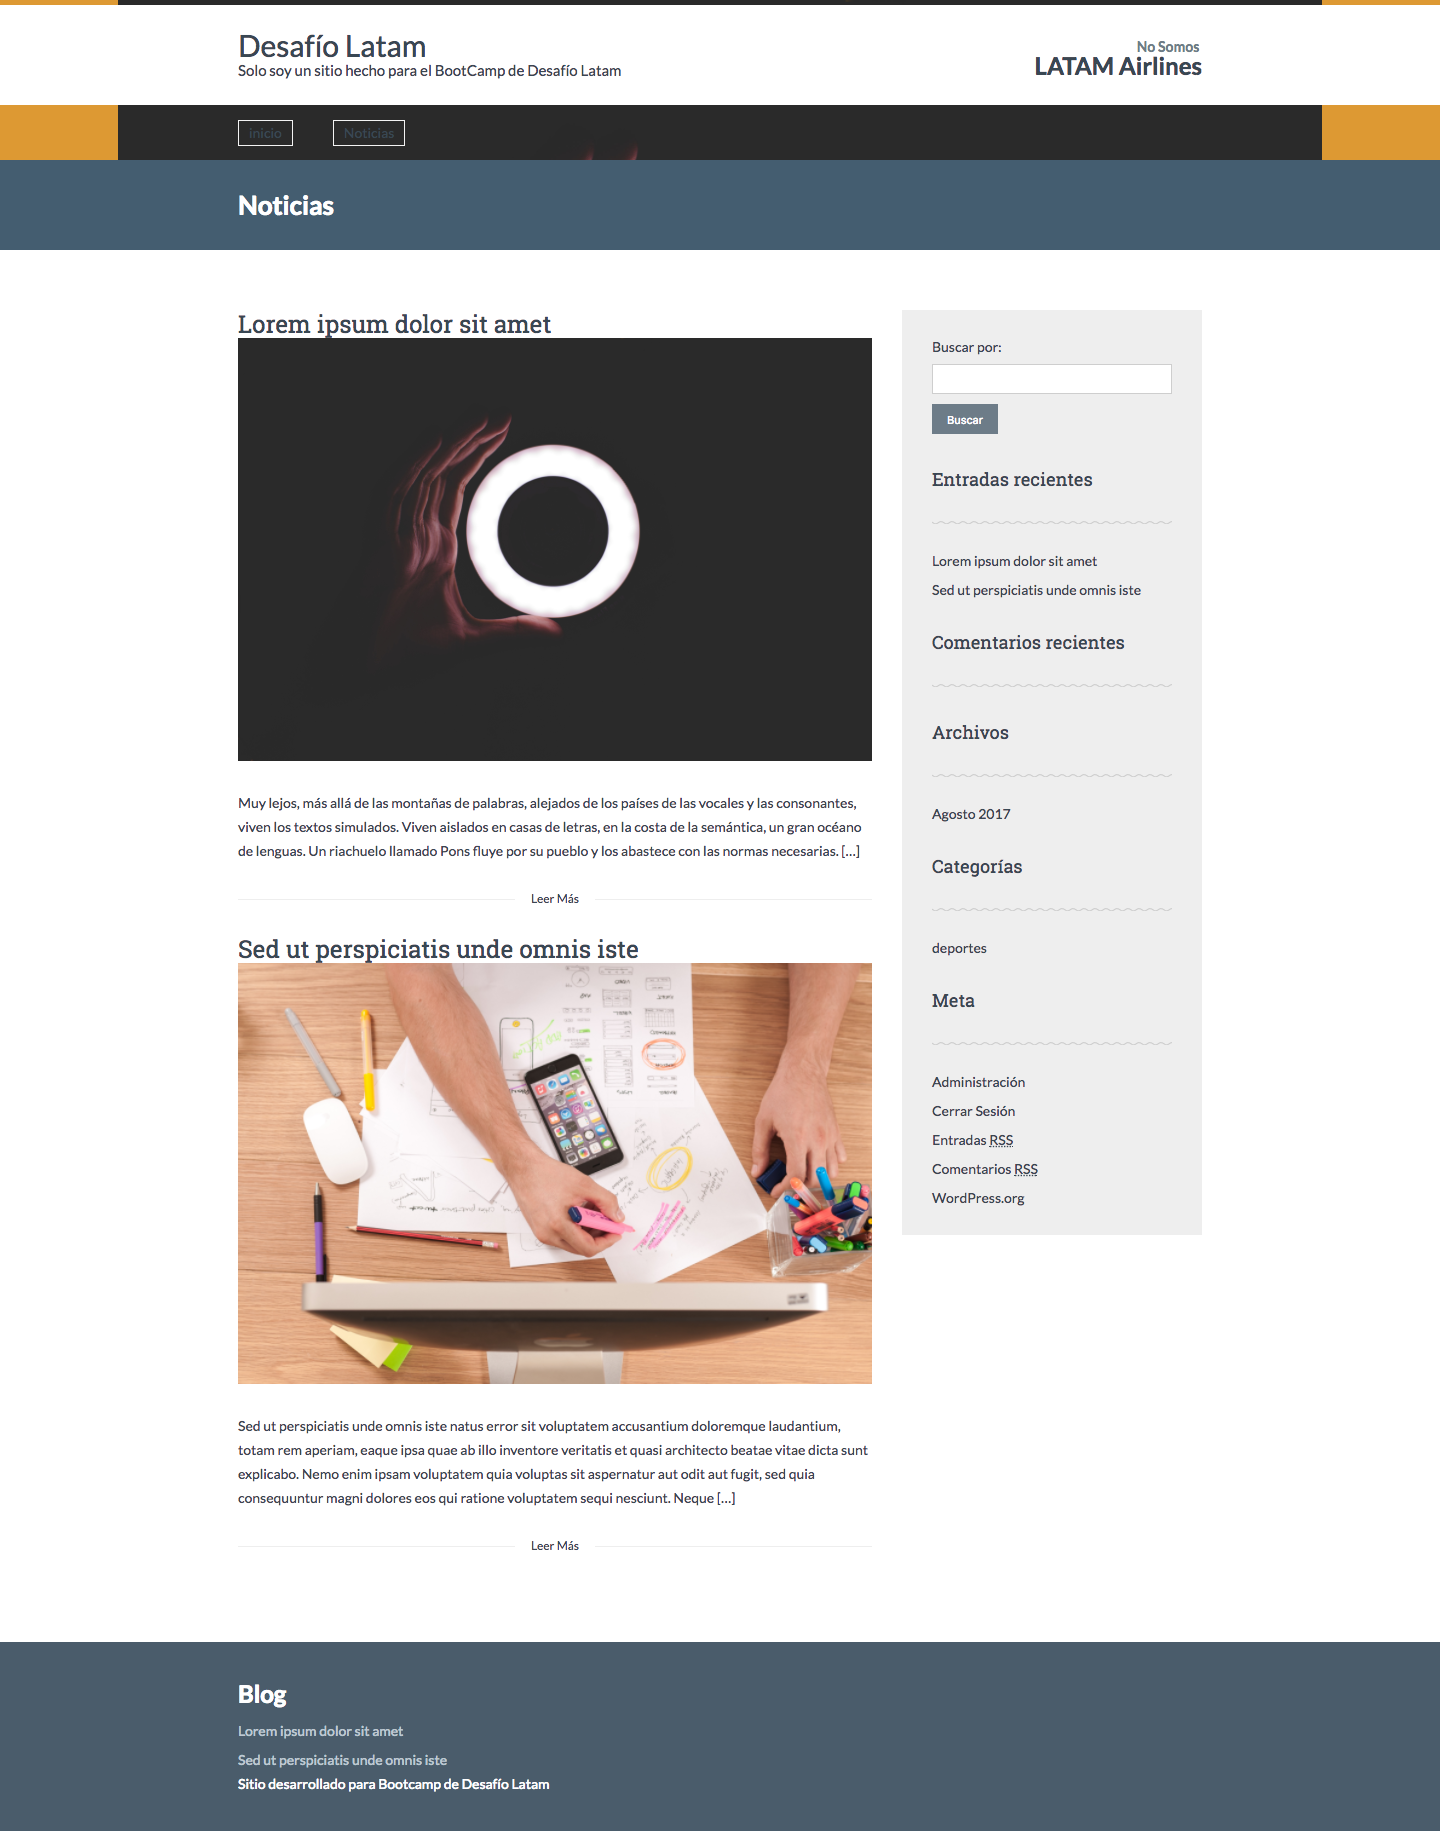 Desafío Latam
Solo soy un sitio hecho para el BootCamp de Desafío Latam
No Somos
LATAM Airlines
inicio
Noticias
Noticias
Lorem ipsum dolor sit amet
Muy lejos, más allá de las montañas de palabras, alejados de los países de las vocales y las consonantes,
viven los textos simulados. Viven aislados en casas de letras, en la costa de la semántica, un gran océano
de lenguas. Un riachuelo llamado Pons fluye por su pueblo y los abastece con las normas necesarias. […]
Leer Más
Sed ut perspiciatis unde omnis iste
Sed ut perspiciatis unde omnis iste natus error sit voluptatem accusantium doloremque laudantium,
totam rem aperiam, eaque ipsa quae ab illo inventore veritatis et quasi architecto beatae vitae dicta sunt
explicabo. Nemo enim ipsam voluptatem quia voluptas sit aspernatur aut odit aut fugit, sed quia
consequuntur magni dolores eos qui ratione voluptatem sequi nesciunt. Neque […]
Leer Más
Buscar por:
Buscar
Entradas recientes
Lorem ipsum dolor sit amet
Sed ut perspiciatis unde omnis iste
Comentarios recientes
Archivos
Agosto 2017
Categorías
deportes
Meta
Administración
Cerrar Sesión
Entradas RSS
Comentarios RSS
WordPress.org
Blog
Lorem ipsum dolor sit amet
Sed ut perspiciatis unde omnis iste
Sitio desarrollado para Bootcamp de Desafío Latam